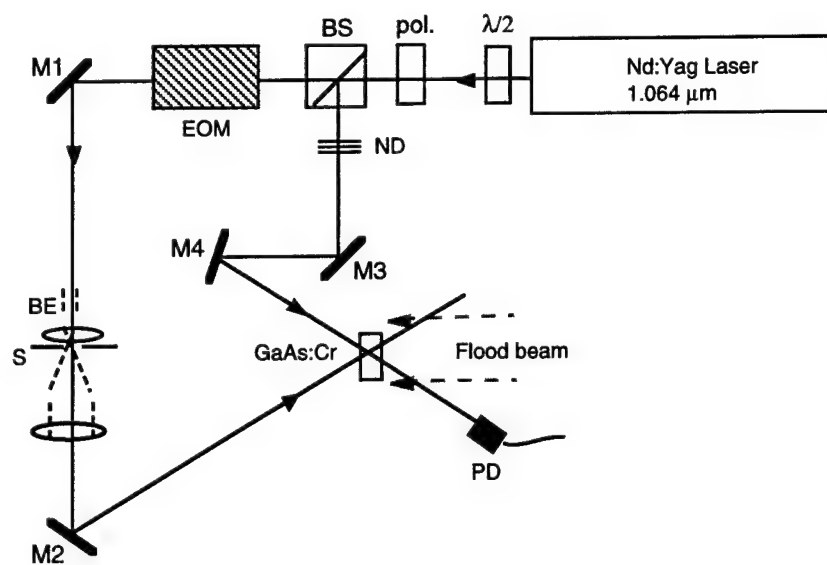 BS
pol.
λ/2
M1
Nd:Yag Laser
1.064 μm
EOM
ND
M4
M3
BE
S
GaAs:Cr
Flood beam
PD
M2